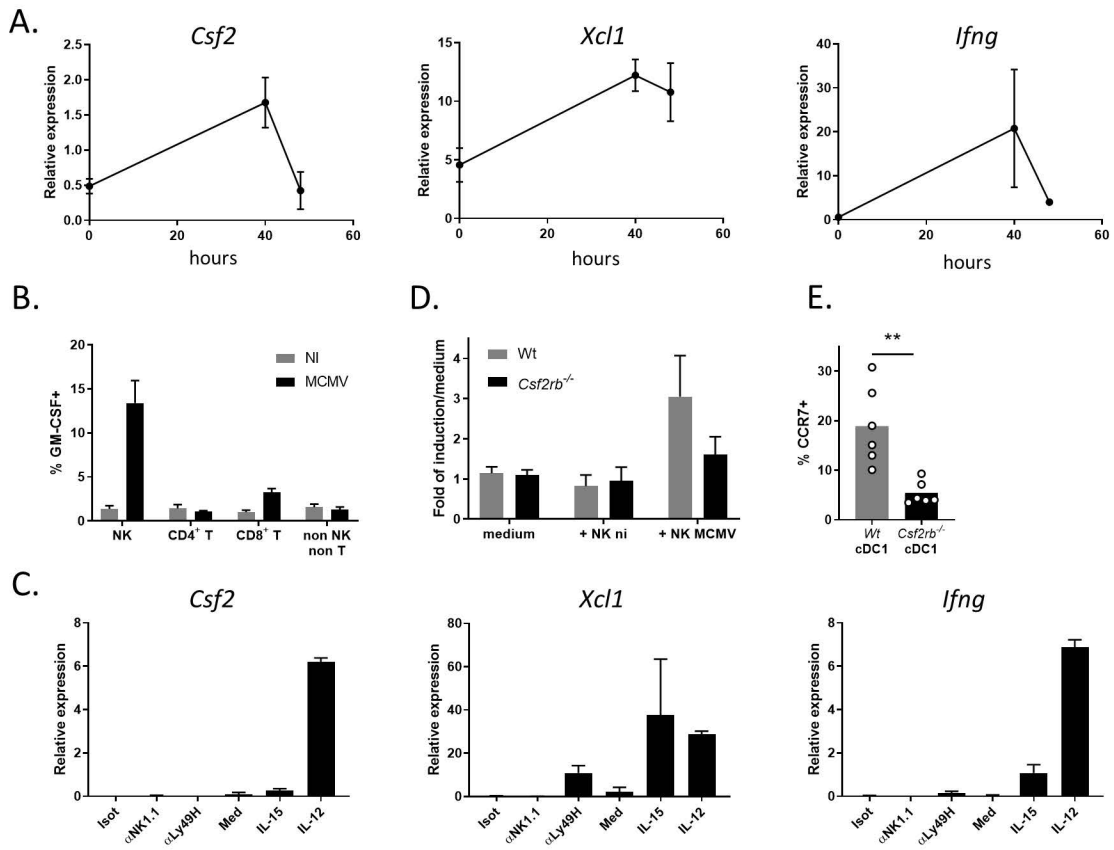 A.
Csf2
Relative expression
2.5
2.0
1.5
1.0
0.5
0.0
0 20 40 60
hours
Xcl1
Relative expression
15
10
5
0
0 20 40 60
hours
Ifng
Relative expression
40
30
20
10
0
0 20 40 60
hours
B.
% GM-CSF+
20
15
10
5
0
NI
MCMV
NK CD4+ T CD8+ T non NK
non T
D.
Fold of induction/medium
4
3
2
1
0
Wt
Csf2rb-/-
medium + NK ni + NK MCMV
E.
% CCR7+
30
20
10
0
**
Wt Csf2rb-/-
cDC1 cDC1
C.
Csf2
Relative expression
8
6
4
2
0
Isot αNK1.1 αLy49H Med IL-15 IL-12
Xcl1
Relative expression
80
60
40
20
0
Isot αNK1.1 αLy49H Med IL-15 IL-12
Ifng
Relative expression
8
6
4
2
0
Isot αNK1.1 αLy49H Med IL-15 IL-12